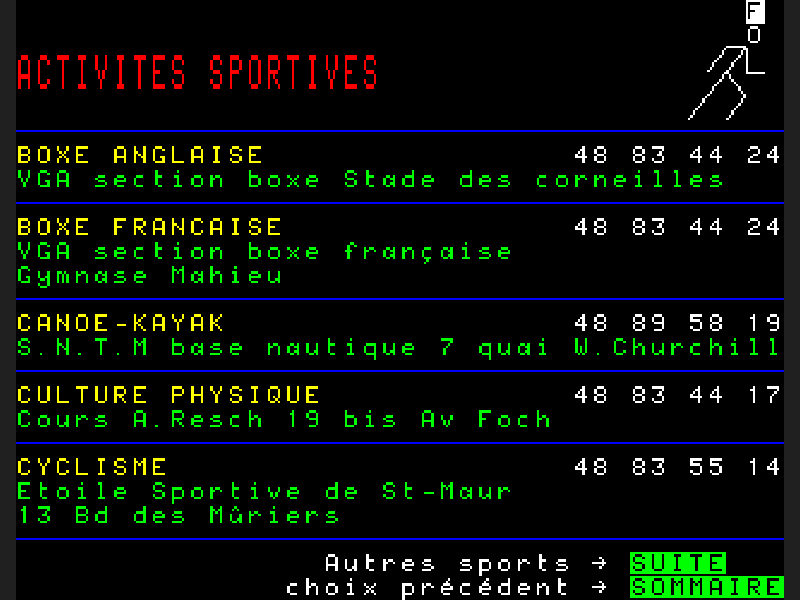 F
ACTIVITES SPORTIVES
BOXE ANGLAISE 48 83 44 24
VGA section boxe Stade des corneilles
BOXE FRANCAISE 48 83 44 24
VGA section boxe française
Gymnase Mahieu
CANOE-KAYAK 48 89 58 19
S.N.T.M base nautique 7 quai W.Churchill
CULTURE PHYSIQUE 48 83 44 17
Cours A.Resch 19 bis Av Foch
CYCLISME 48 83 55 14
Etoile Sportive de St-Maur
13 Bd des Mûriers
Autres sports → SUITE
choix précédent → SOMMAIRE